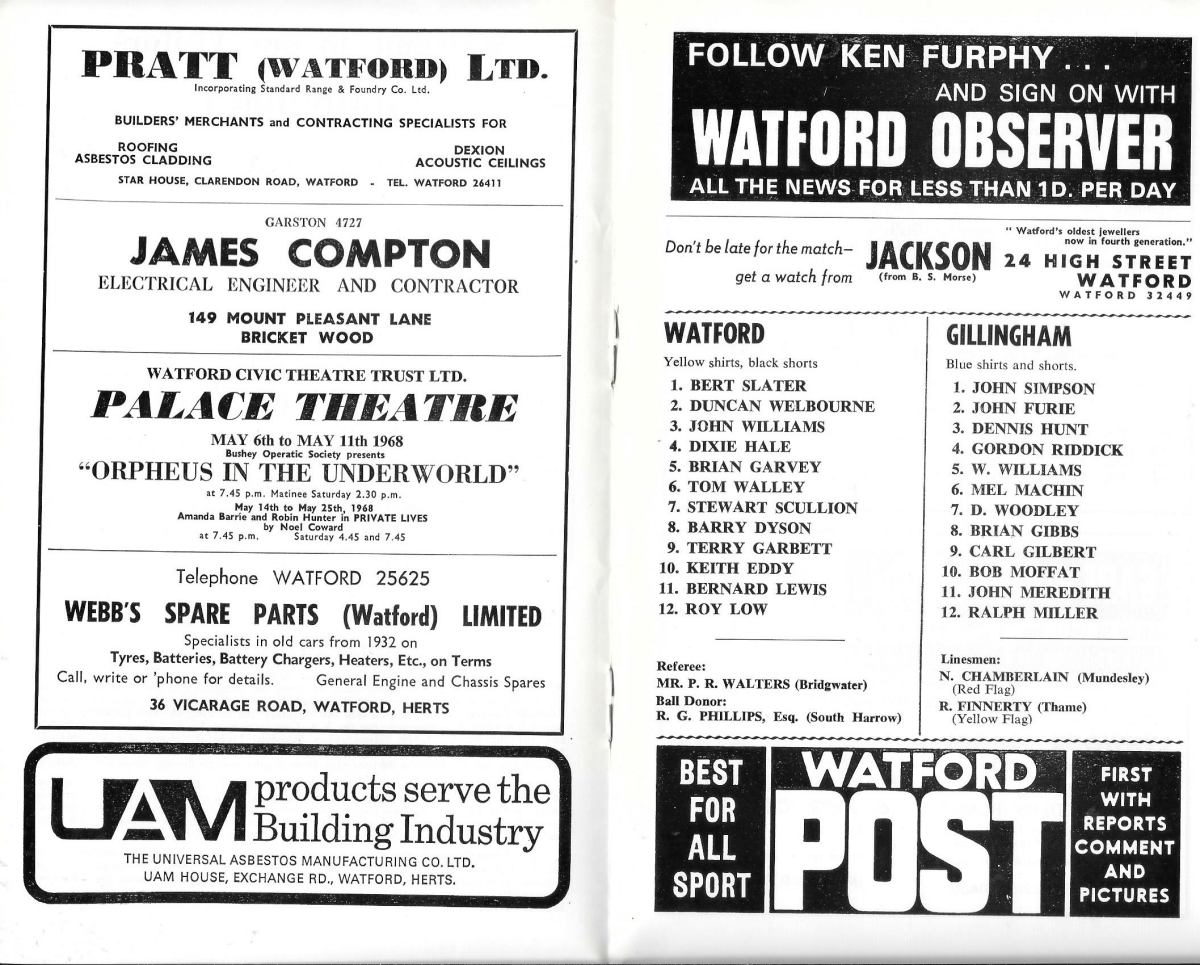 PRATT (WATFORD) LTD.
Incorporating Standard Range & Foundry Co. Ltd.
BUILDERS' MERCHANTS and CONTRACTING SPECIALISTS FOR
ROOFING
ASBESTOS CLADDING
DEXION
ACOUSTIC CEILINGS
STAR HOUSE, CLARENDON ROAD, WATFORD - TEL. WATFORD 26411
GARSTON 4727
JAMES COMPTON
ELECTRICAL ENGINEER AND CONTRACTOR
149 MOUNT PLEASANT LANE
BRICKET WOOD
WATFORD CIVIC THEATRE TRUST LTD.
PALACE THEATRE
MAY 6th to MAY 11th 1968
Bushey Operatic Society presents
"ORPHEUS IN THE UNDERWORLD"
at 7.45 p.m. Matinee Saturday 2.30 p.m.
May 14th to May 25th, 1968
Amanda Barrie and Robin Hunter in PRIVATE LIVES
by Noel Coward
at 7.45 p.m. Saturday 4.45 and 7.45
Telephone WATFORD 25625
WEBB'S SPARE PARTS (Watford) LIMITED
Specialists in old cars from 1932 on
Tyres, Batteries, Battery Chargers, Heaters, Etc., on Terms
Call, write or 'phone for details. General Engine and Chassis Spares
36 VICARAGE ROAD, WATFORD, HERTS
UAM products serve the
Building Industry
THE UNIVERSAL ASBESTOS MANUFACTURING CO. LTD.
UAM HOUSE, EXCHANGE RD., WATFORD, HERTS.
FOLLOW KEN FURPHY . . .
AND SIGN ON WITH
WATFORD OBSERVER
ALL THE NEWS FOR LESS THAN 1D. PER DAY
Don't be late for the match—
get a watch from
JACKSON
(from B. S. Morse)
"Watford's oldest jewellers
now in fourth generation."
24 HIGH STREET
WATFORD
WATFORD 32449
WATFORD
Yellow shirts, black shorts
1. BERT SLATER
2. DUNCAN WELBOURNE
3. JOHN WILLIAMS
4. DIXIE HALE
5. BRIAN GARVEY
6. TOM WALLEY
7. STEWART SCULLION
8. BARRY DYSON
9. TERRY GARBETT
10. KEITH EDDY
11. BERNARD LEWIS
12. ROY LOW
Referee:
MR. P. R. WALTERS (Bridgwater)
Ball Donor:
R. G. PHILLIPS, Esq. (South Harrow)
GILLINGHAM
Blue shirts and shorts.
1. JOHN SIMPSON
2. JOHN FURIE
3. DENNIS HUNT
4. GORDON RIDDICK
5. W. WILLIAMS
6. MEL MACHIN
7. D. WOODLEY
8. BRIAN GIBBS
9. CARL GILBERT
10. BOB MOFFAT
11. JOHN MEREDITH
12. RALPH MILLER
Linesmen:
N. CHAMBERLAIN (Mundesley)
(Red Flag)
R. FINNERTY (Thame)
(Yellow Flag)
BEST
FOR
ALL
SPORT
WATFORD
POST
FIRST
WITH
REPORTS
COMMENT
AND
PICTURES